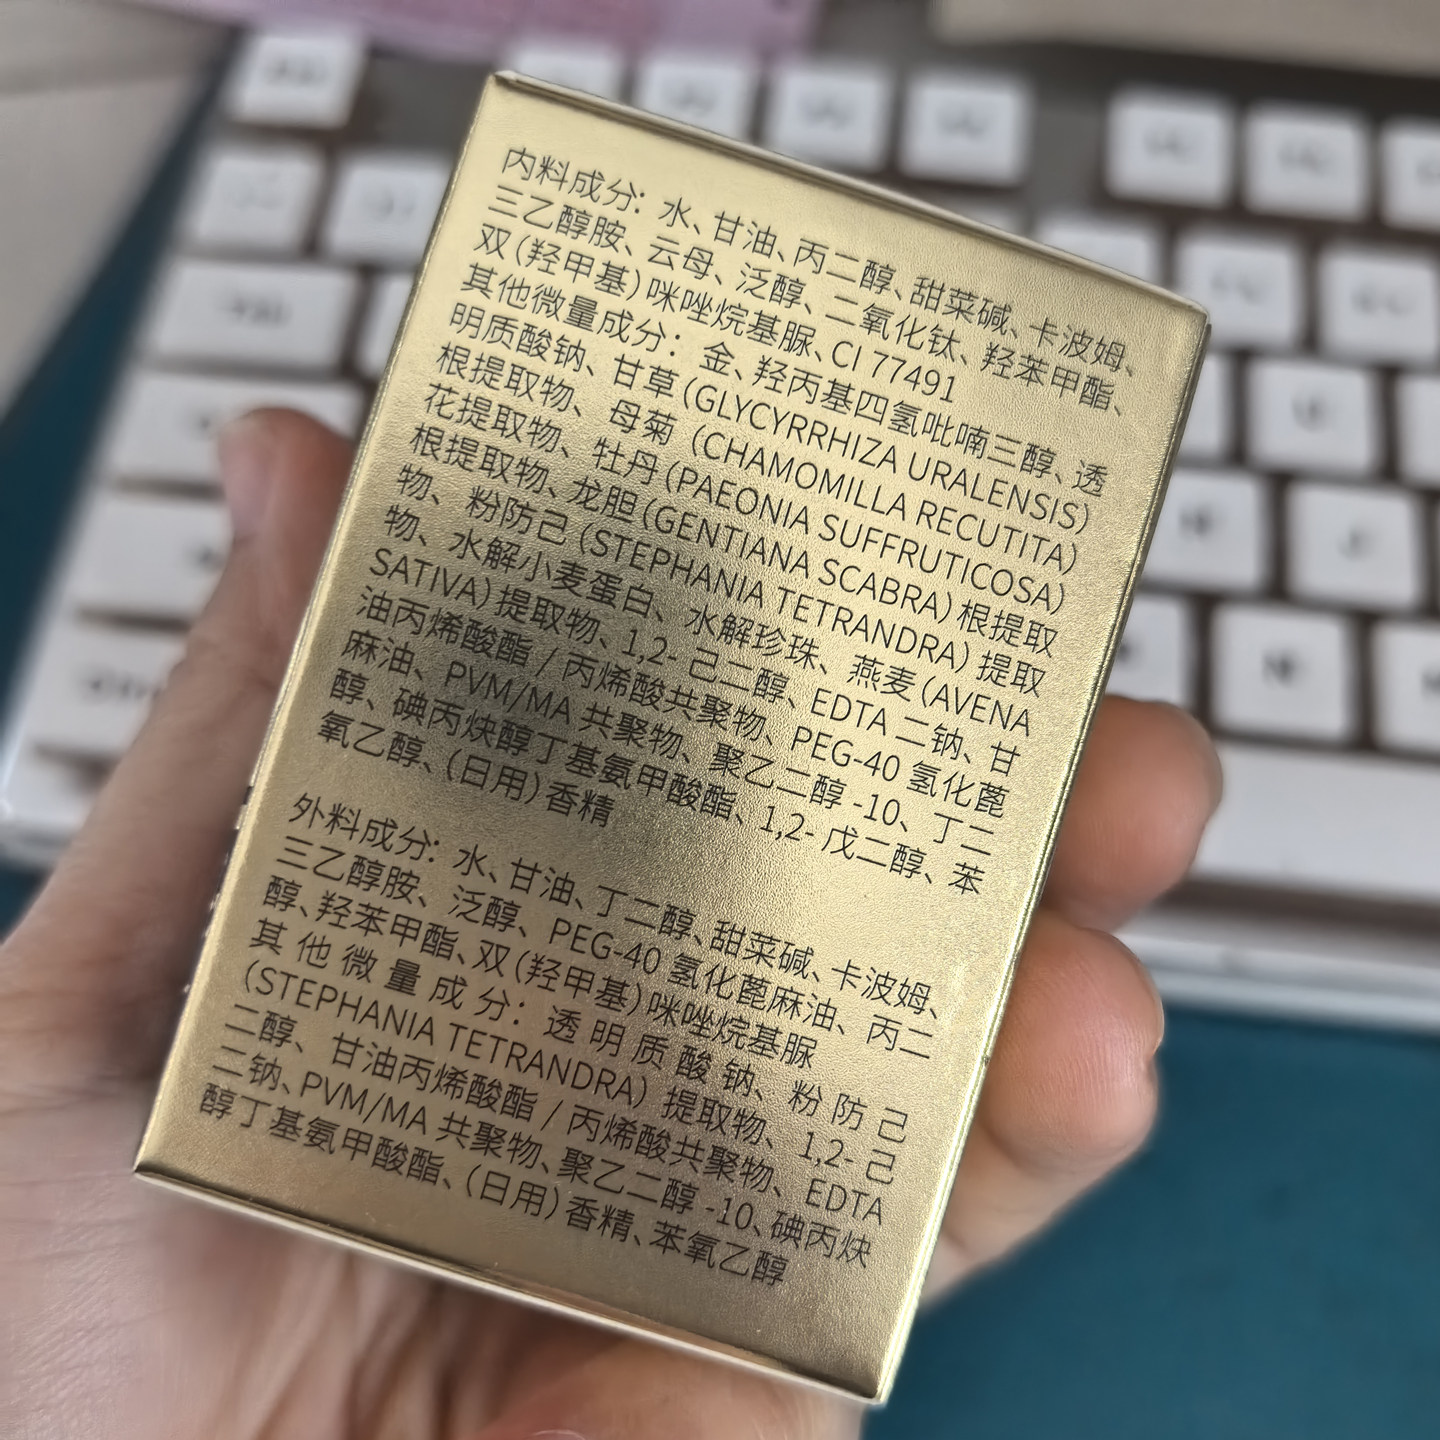 内料成分：水、甘油、丙二醇、甜菜碱、卡波姆、
三乙醇胺、云母、泛醇、二氧化钛、羟苯甲酯、
双（羟甲基）咪唑烷基脲、CI 77491
其他微量成分：金、羟丙基四氢吡喃三醇、透
明质酸钠、甘草（GLYCYRRHIZA URALENSIS）
根提取物、母菊（CHAMOMILLA RECUTITA）
花提取物、牡丹（PAEONIA SUFFRUTICOSA）
根提取物、龙胆（GENTIANA SCABRA）根提取
物、粉防己（STEPHANIA TETRANDRA）提取
物、水解小麦蛋白、水解珍珠、燕麦（AVENA
SATIVA）提取物、1,2- 己二醇、EDTA 二钠、甘
油丙烯酸酯 / 丙烯酸共聚物、PEG-40 氢化蓖
麻油、PVM/MA 共聚物、聚乙二醇 -10、丁二
醇、碘丙炔醇丁基氨甲酸酯、1,2- 戊二醇、苯
氧乙醇、（日用）香精
外料成分：水、甘油、丁二醇、甜菜碱、卡波姆、
三乙醇胺、泛醇、PEG-40 氢化蓖麻油、丙二
醇、羟苯甲酯、双（羟甲基）咪唑烷基脲
其他微量成分：透明质酸钠、粉防己
（STEPHANIA TETRANDRA）提取物、1,2- 己
二醇、甘油丙烯酸酯 / 丙烯酸共聚物、EDTA
二钠、PVM/MA 共聚物、聚乙二醇 -10、碘丙炔
醇丁基氨甲酸酯、（日用）香精、苯氧乙醇